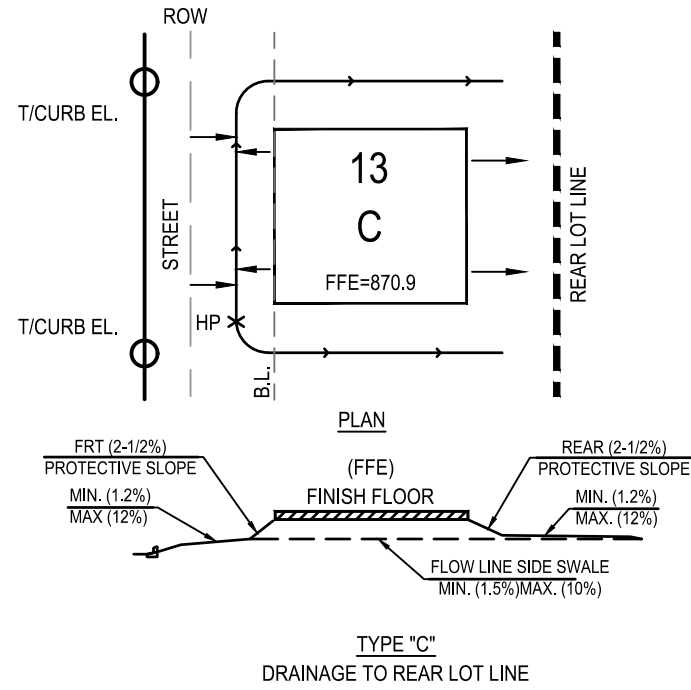 ROW
T/CURB EL.
STREET
T/CURB EL.
HP
B.L.
13
C
FFE=870.9
REAR LOT LINE
PLAN
FRT (2-1/2%)
PROTECTIVE SLOPE
MIN. (1.2%)
MAX (12%)
(FFE)
FINISH FLOOR
REAR (2-1/2%)
PROTECTIVE SLOPE
MIN. (1.2%)
MAX. (12%)
FLOW LINE SIDE SWALE
MIN. (1.5%)MAX. (10%)
TYPE "C"
DRAINAGE TO REAR LOT LINE